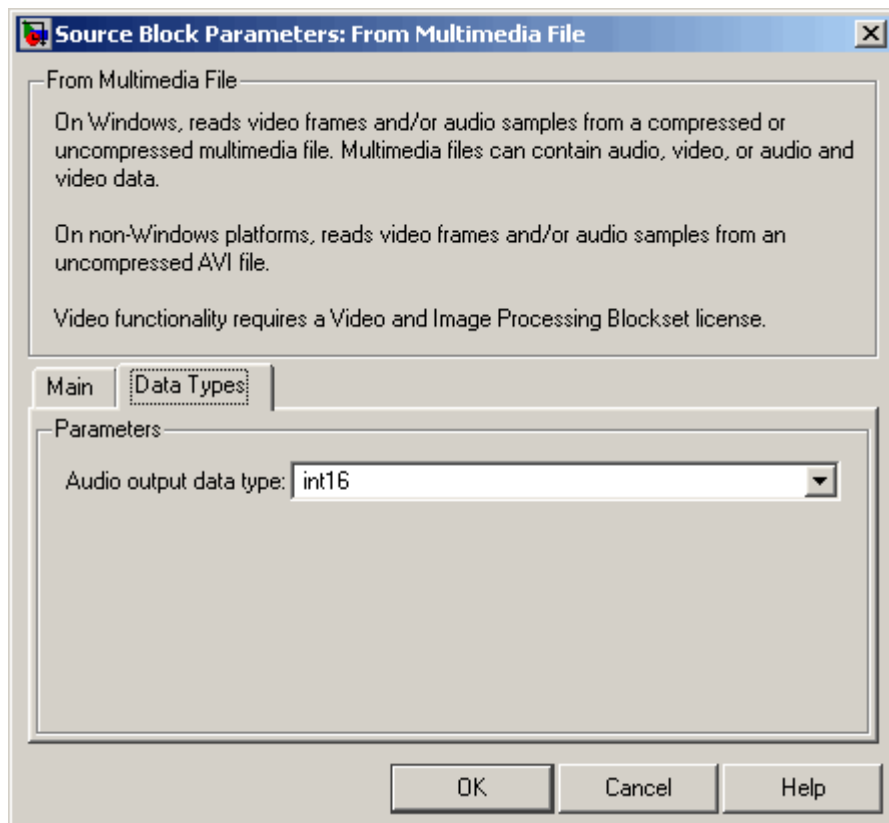 Source Block Parameters: From Multimedia File
From Multimedia File
On Windows, reads video frames and/or audio samples from a compressed or
uncompressed multimedia file. Multimedia files can contain audio, video, or audio and
video data.
On non-Windows platforms, reads video frames and/or audio samples from an
uncompressed AVI file.
Video functionality requires a Video and Image Processing Blockset license.
Main Data Types
Parameters
Audio output data type: int16
OK Cancel Help